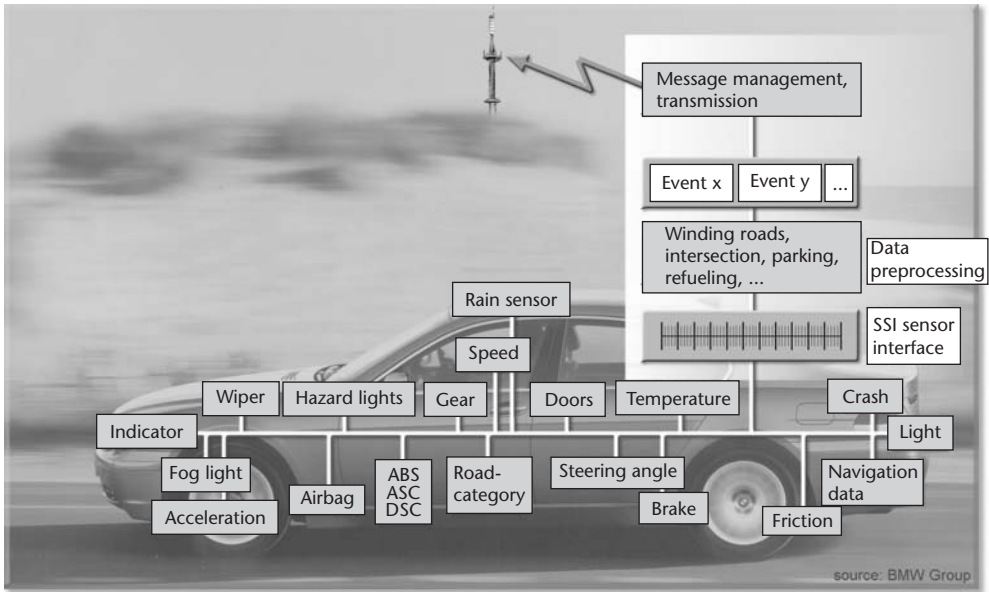 Message management,
transmission
Event x
Event y
...
Winding roads,
intersection, parking,
refueling, ...
Data
preprocessing
Rain sensor
SSI sensor
interface
Speed
Wiper
Hazard lights
Gear
Doors
Temperature
Crash
Indicator
Light
Fog light
Airbag
ABS
ASC
DSC
Road-
category
Steering angle
Navigation
data
Acceleration
Brake
Friction
source: BMW Group